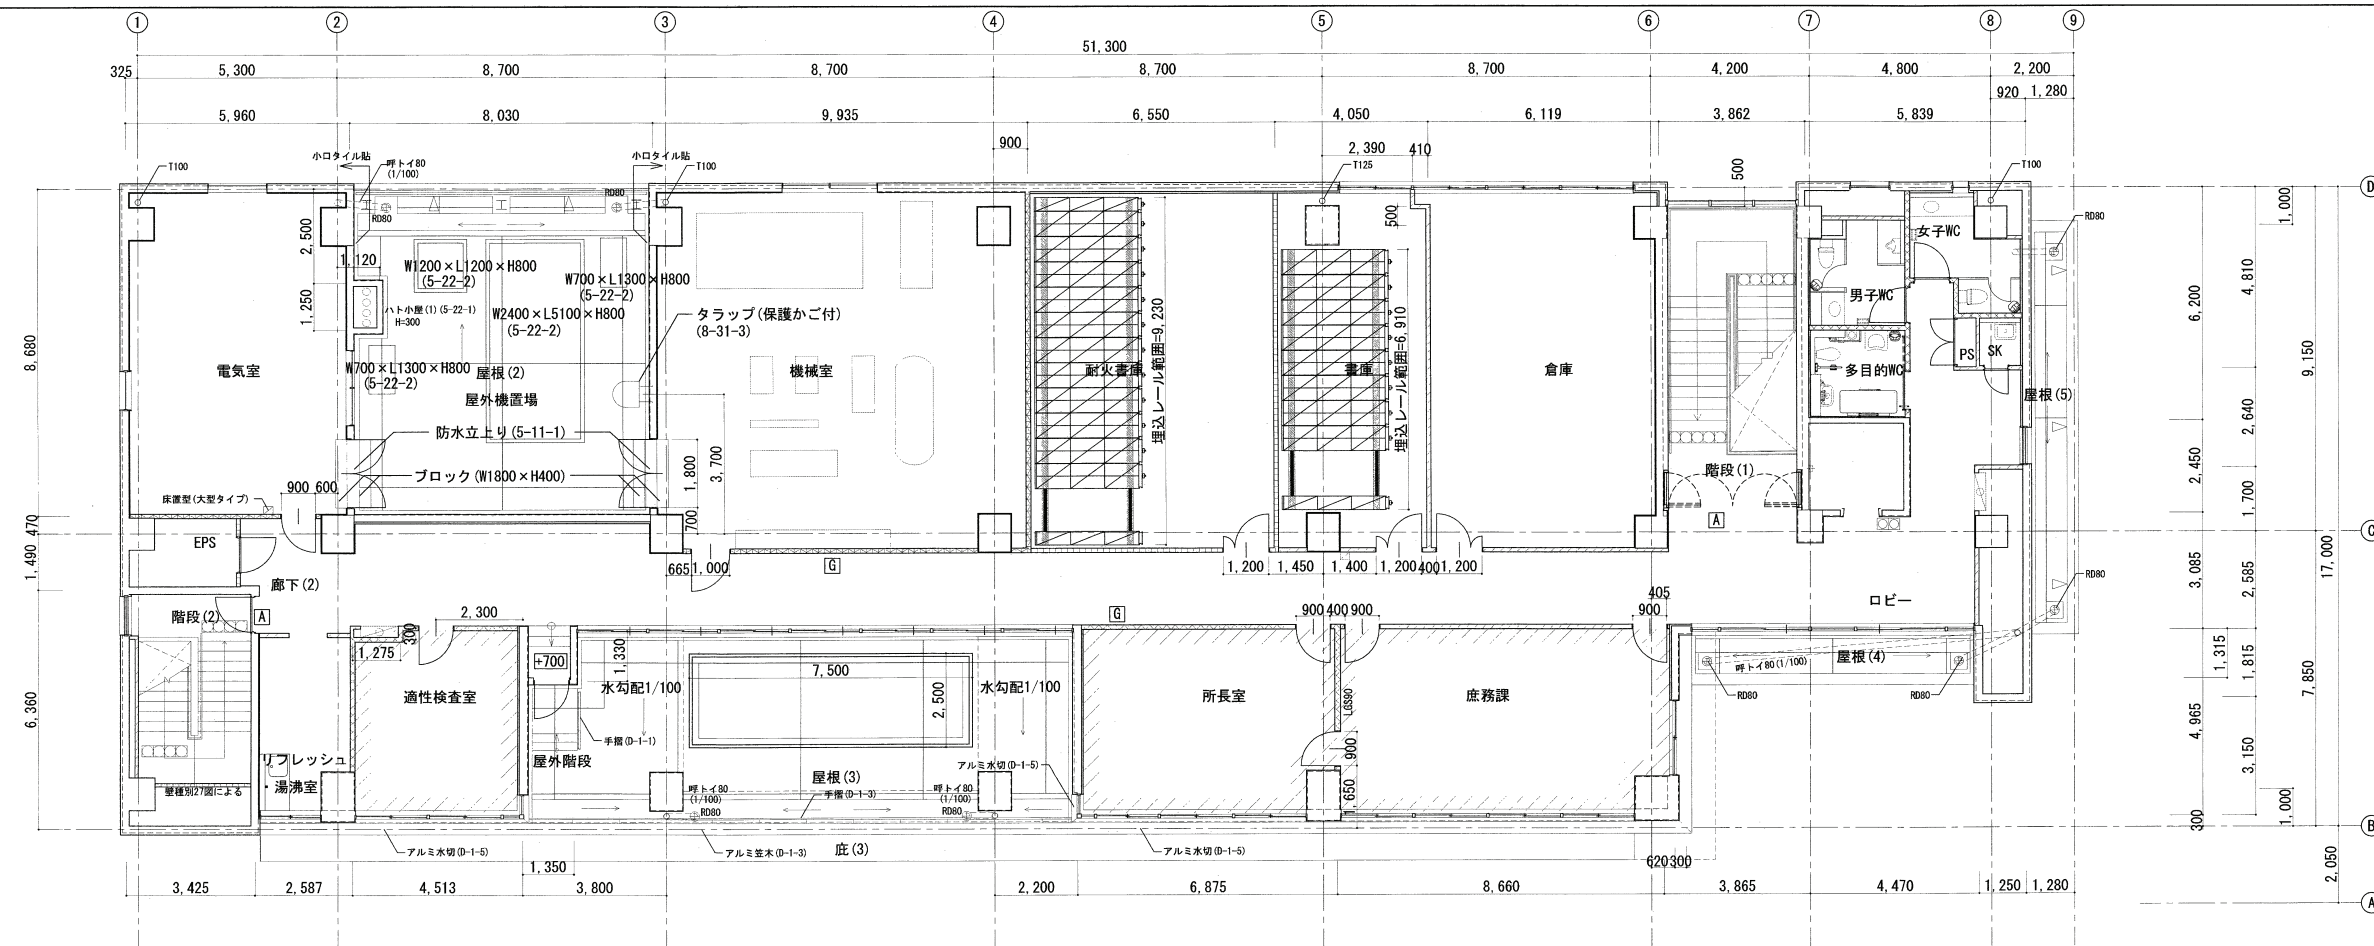 ① ② ③ ④ ⑤ ⑥ ⑦ ⑧ ⑨
51,300
325 5,300 8,700 8,700 8,700 8,700 4,200 4,800 2,200
920 1,280
5,960 8,030 9,935 6,550 4,050 6,119 3,862 5,839
900 2,390 410
T100
小口タイル貼
呼トイ80
(1/100)
小口タイル貼
T100
T125
T100
500
RD80
RD80
RD80
2,500
1,120
1,250
500
W1200×L1200×H800
(5-22-2)
W700×L1300×H800
(5-22-2)
ハト小屋(1)(5-22-1)
H=300
W2400×L5100×H800
(5-22-2)
タラップ(保護かご付)
(8-31-3)
W700×L1300×H800
(5-22-2)
屋根(2)
屋外機置場
防水立上り(5-11-1)
ブロック(W1800×H400)
電気室
機械室
耐火書庫
埋込レール範囲=9,230
書庫
埋込レール範囲=6,910
倉庫
階段(1)
女子WC
男子WC
多目的WC
PS
SK
屋根(5)
D
C
B
A
1,000
4,810
6,200
9,150
2,640
2,450
1,700
3,085
2,585
17,000
1,315
1,815
7,850
4,965
3,150
1,000
300
2,050
8,680
470
1,490
6,360
1,800
3,700
700
床置型(大型タイプ)
900 600
EPS
廊下(2)
階段(2)
A
665 1,000
G
1,200 1,450 1,400 1,200 400 1,200
A
RD80
ロビー
G
900 400 900
405
900
2,300
300
1,275
+700
1,330
7,500
2,500
水勾配1/100
水勾配1/100
適性検査室
所長室
庶務課
LGS90
900
1,650
呼トイ80(1/100)
屋根(4)
RD80
RD80
手摺(D-1-1)
屋外階段
屋根(3)
手摺(D-1-3)
アルミ水切(D-1-5)
呼トイ80
(1/100)
RD80
呼トイ80
(1/100)
RD80
リフレッシュ
湯沸室
壁種別27図による
アルミ水切(D-1-5)
アルミ笠木(D-1-3)
庇(3)
アルミ水切(D-1-5)
1,350
620 300
3,425 2,587 4,513 3,800 2,200 6,875 8,660 3,865 4,470 1,250 1,280